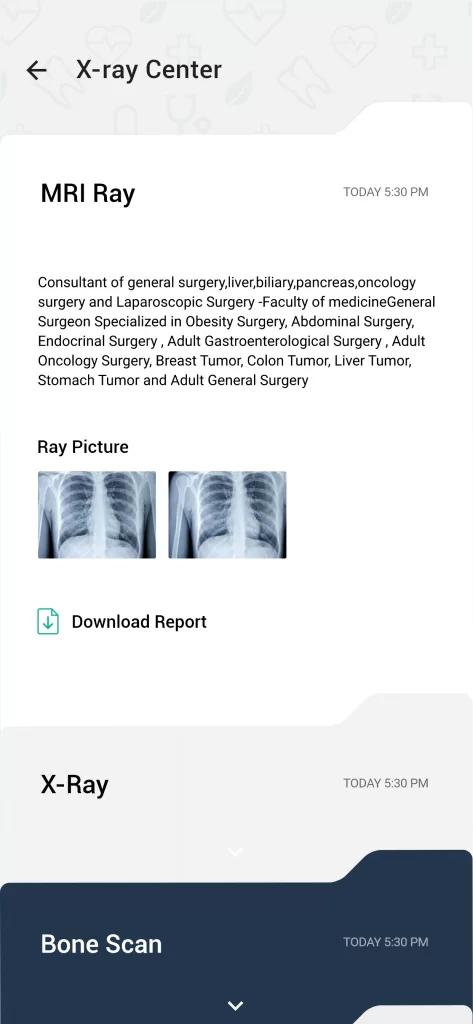 X-ray Center
MRI Ray
TODAY 5:30 PM
Consultant of general surgery,liver,biliary,pancreas,oncology
surgery and Laparoscopic Surgery -Faculty of medicineGeneral
Surgeon Specialized in Obesity Surgery, Abdominal Surgery,
Endocrinal Surgery , Adult Gastroenterological Surgery , Adult
Oncology Surgery, Breast Tumor, Colon Tumor, Liver Tumor,
Stomach Tumor and Adult General Surgery
Ray Picture
Download Report
X-Ray
TODAY 5:30 PM
Bone Scan
TODAY 5:30 PM